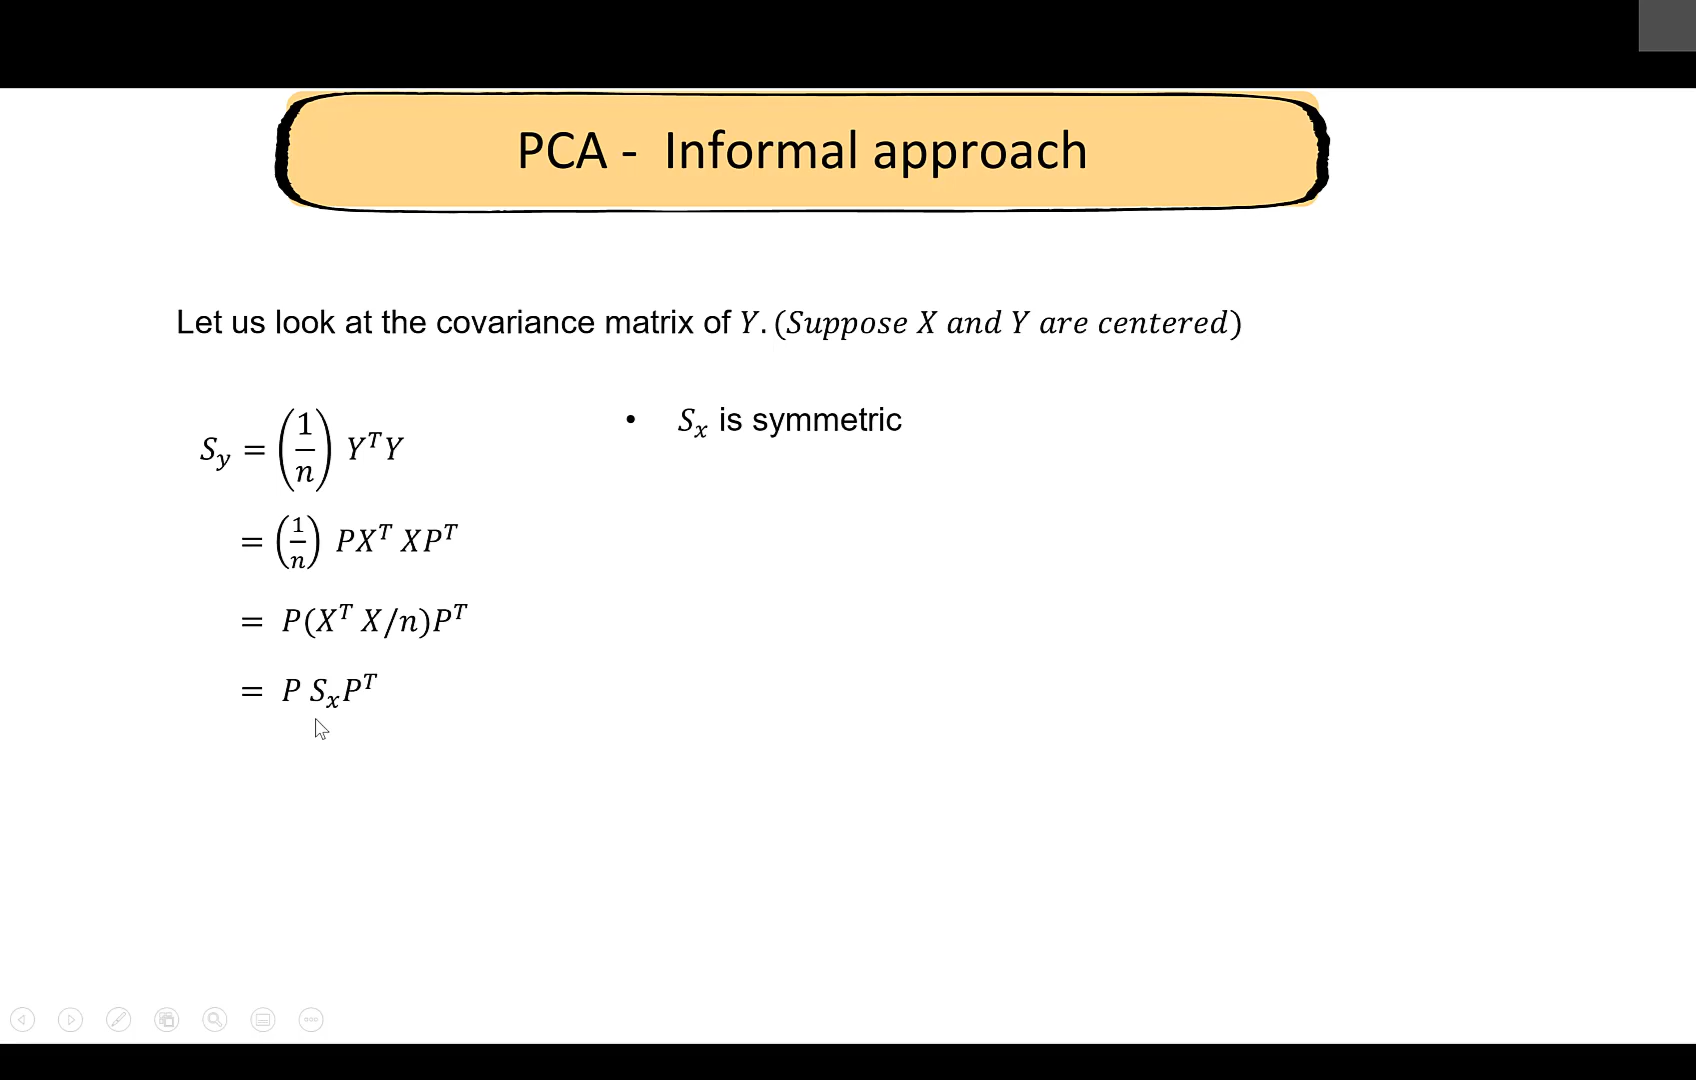 PCA - Informal approach
Let us look at the covariance matrix of Y. (Suppose X and Y are centered)
S_y = (1/n) Y^T Y
• S_x is symmetric
= (1/n) PX^T XP^T
= P(X^T X/n)P^T
= P S_x P^T